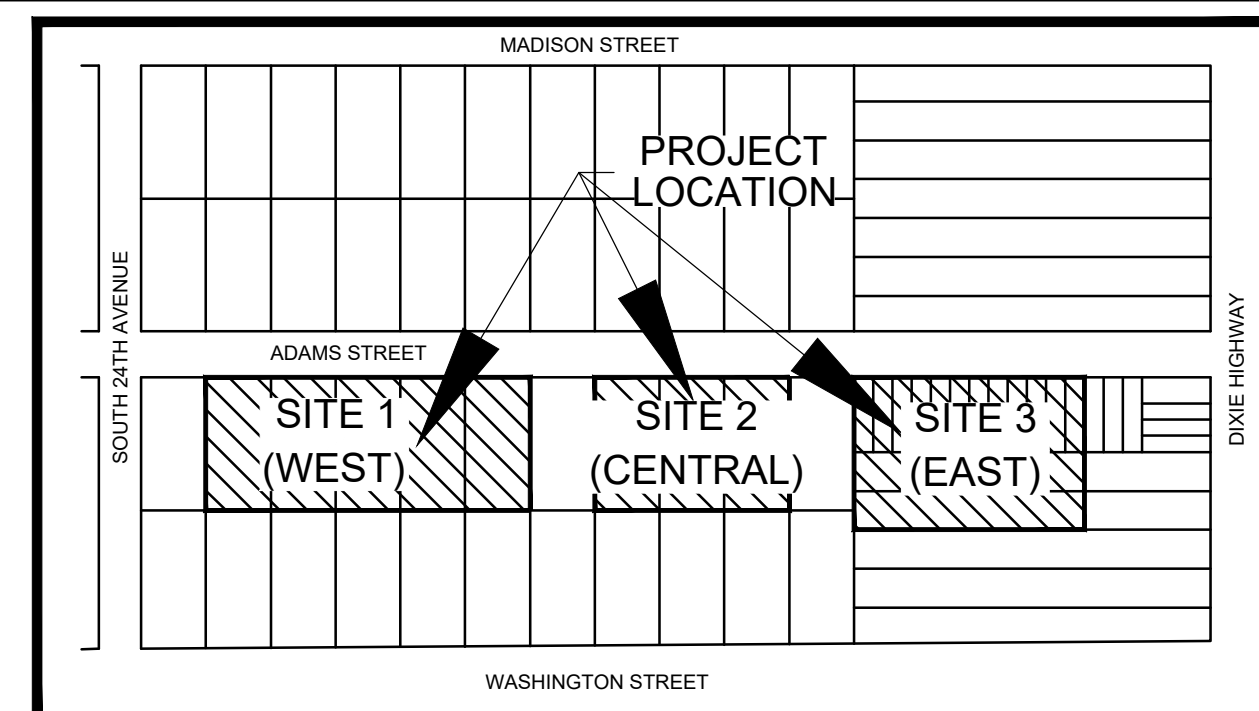 MADISON STREET
PROJECT
LOCATION
SOUTH 24TH AVENUE
ADAMS STREET
DIXIE HIGHWAY
SITE 1
(WEST)
SITE 2
(CENTRAL)
SITE 3
(EAST)
WASHINGTON STREET